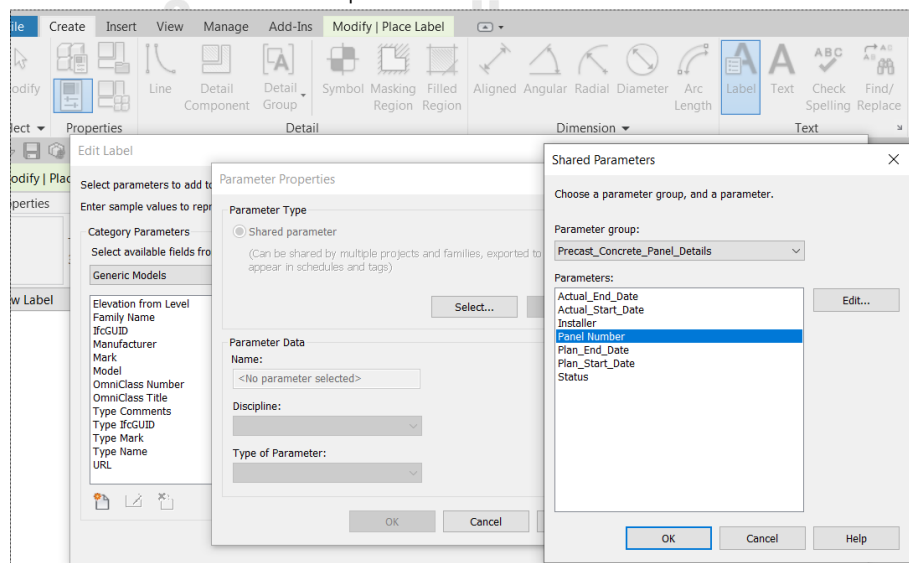 ile Create Insert View Manage Add-Ins Modify | Place Label
odify
Line
Detail
Component
Detail
Group
Symbol
Masking
Region
Filled
Region
Aligned Angular Radial Diameter
Arc
Length
Label
Text
ABC
Check
Spelling
Find/
Replace
lect Properties Detail Dimension Text
Edit Label
odify | Plac
Select parameters to add to
operties
Enter sample values to repr
Category Parameters
Select available fields fro
Generic Models
w Label
Elevation from Level
Family Name
IfcGUID
Manufacturer
Mark
Model
OmniClass Number
OmniClass Title
Type Comments
Type IfcGUID
Type Mark
Type Name
URL
Parameter Properties
Parameter Type
Shared parameter
(Can be shared by multiple projects and families, exported to
appear in schedules and tags)
Select...
Parameter Data
Name:
<No parameter selected>
Discipline:
Type of Parameter:
OK Cancel
Shared Parameters
Choose a parameter group, and a parameter.
Parameter group:
Precast_Concrete_Panel_Details
Parameters:
Actual_End_Date
Actual_Start_Date
Installer
Panel Number
Plan_End_Date
Plan_Start_Date
Status
Edit...
OK Cancel Help